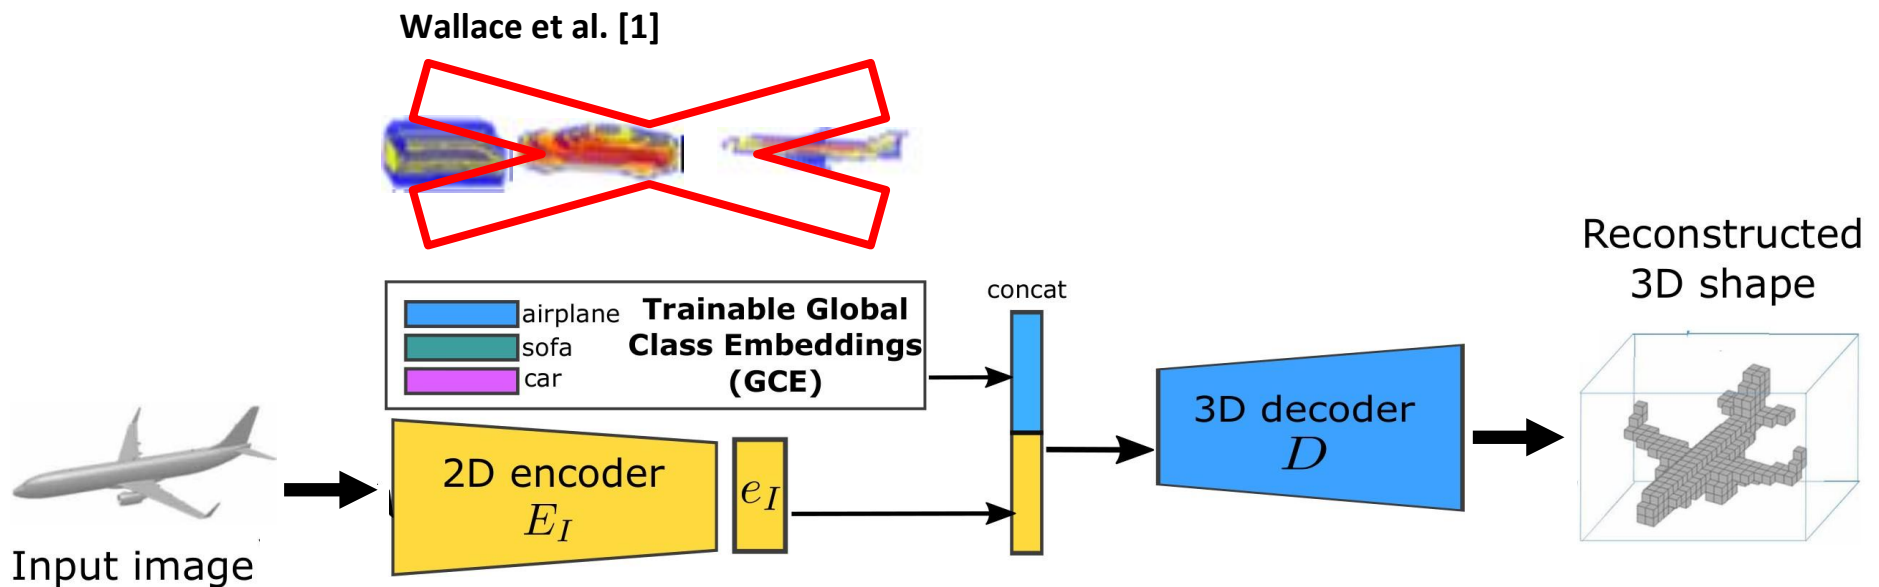 Wallace et al. [1]
Trainable Global
Class Embeddings
(GCE)
airplane
sofa
car
concat
2D encoder
E_I
e_I
3D decoder
D
Reconstructed
3D shape
Input image